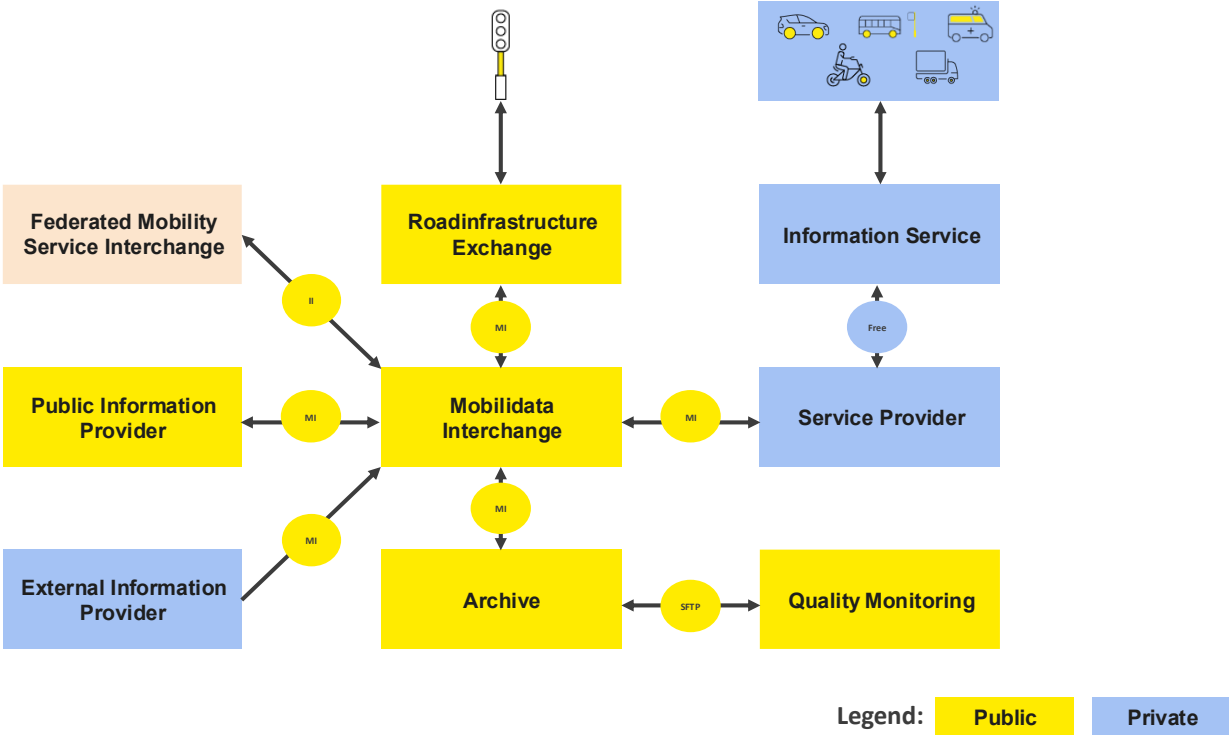 Federated Mobility
Service Interchange
Roadinfrastructure
Exchange
Information Service
II
MI
Free
Public Information
Provider
MI
Mobilidata
Interchange
MI
Service Provider
MI
MI
External Information
Provider
Archive
SFTP
Quality Monitoring
Legend:
Public
Private